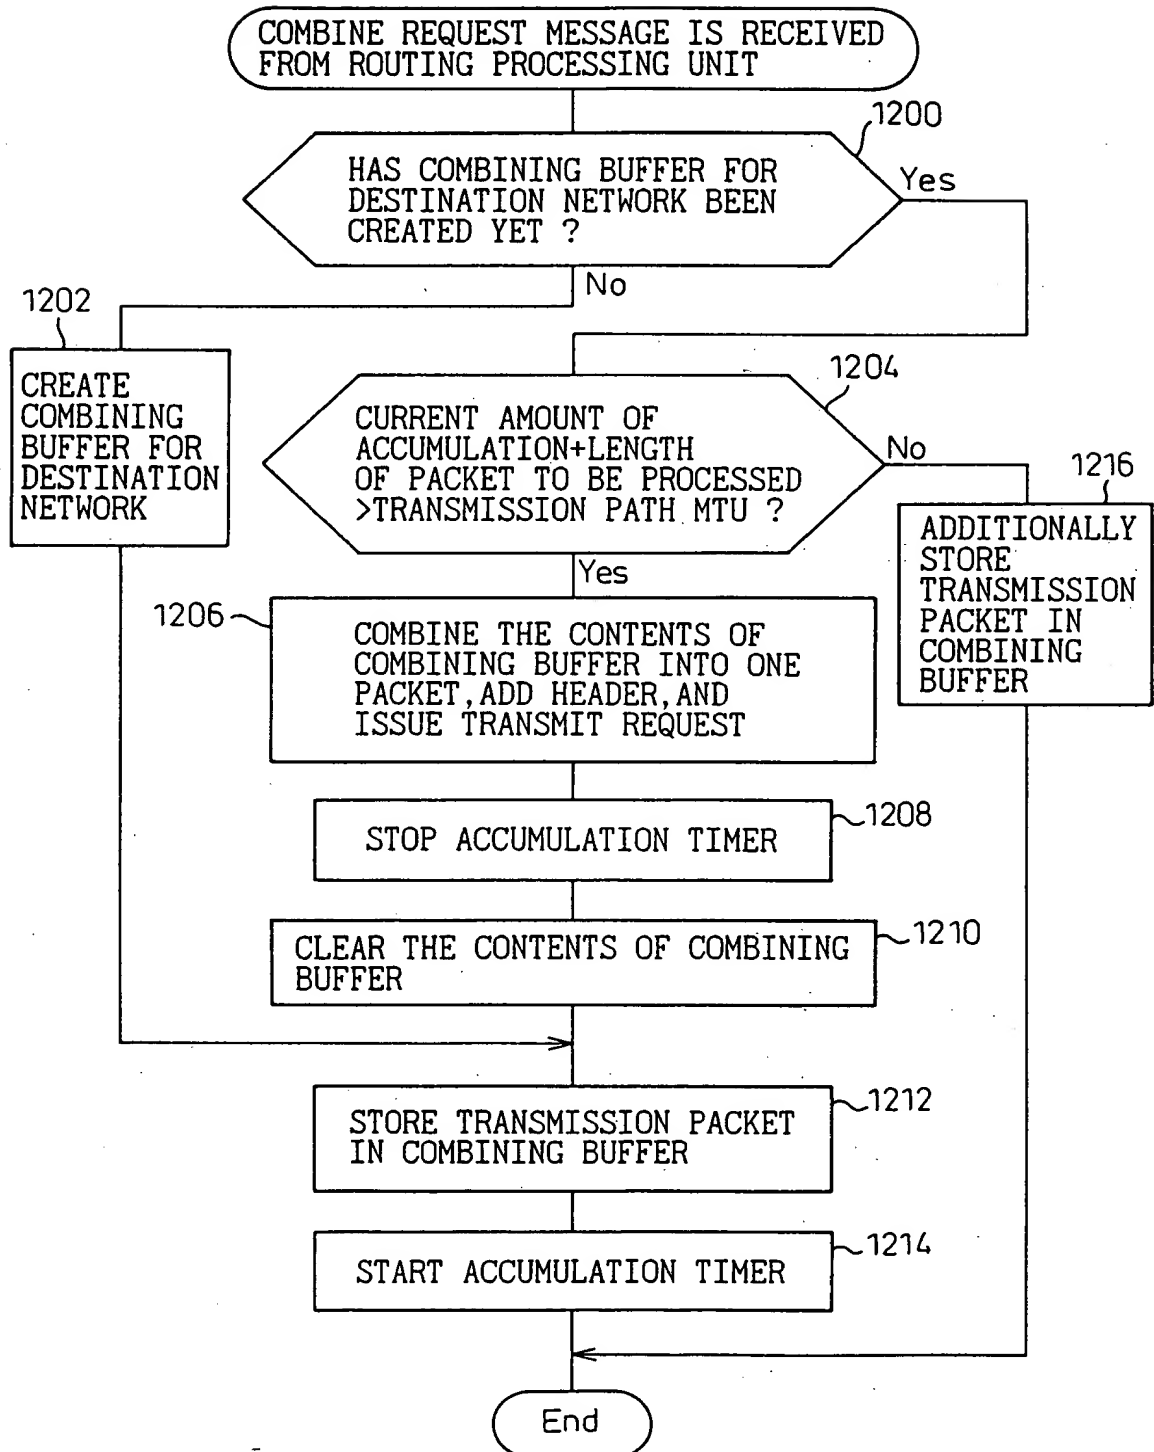 COMBINE REQUEST MESSAGE IS RECEIVED
FROM ROUTING PROCESSING UNIT
1200
HAS COMBINING BUFFER FOR
DESTINATION NETWORK BEEN
CREATED YET ?
Yes
No
1202
CREATE
COMBINING
BUFFER FOR
DESTINATION
NETWORK
1204
CURRENT AMOUNT OF
ACCUMULATION+LENGTH
OF PACKET TO BE PROCESSED
>TRANSMISSION PATH MTU ?
No
Yes
1216
ADDITIONALLY
STORE
TRANSMISSION
PACKET IN
COMBINING
BUFFER
1206
COMBINE THE CONTENTS OF
COMBINING BUFFER INTO ONE
PACKET,ADD HEADER,AND
ISSUE TRANSMIT REQUEST
1208
STOP ACCUMULATION TIMER
1210
CLEAR THE CONTENTS OF COMBINING
BUFFER
1212
STORE TRANSMISSION PACKET
IN COMBINING BUFFER
1214
START ACCUMULATION TIMER
End